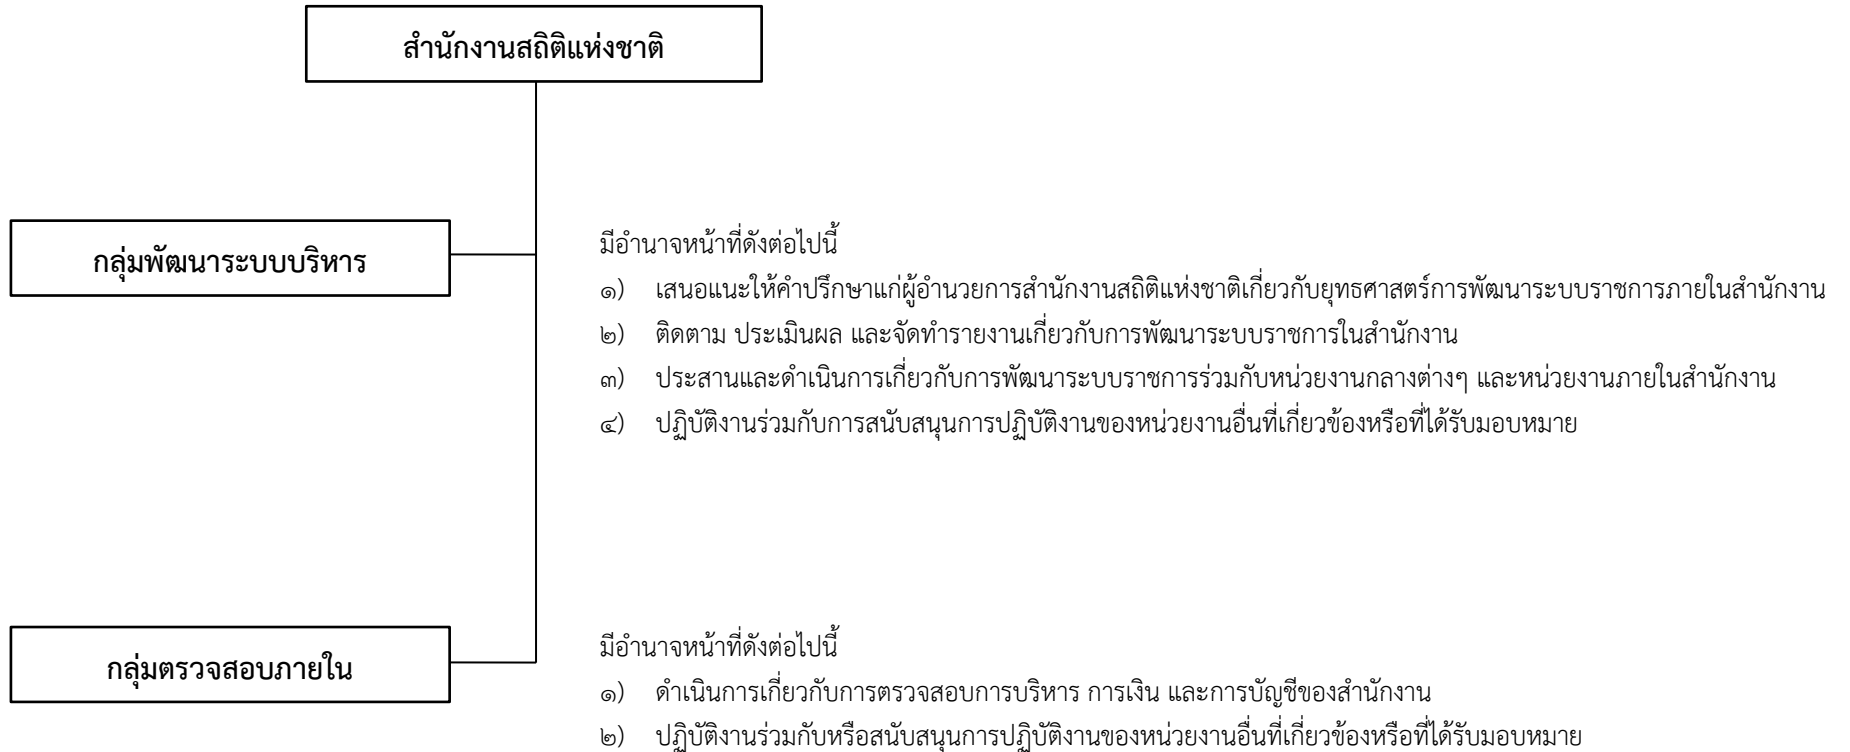 สำนักงานสถิติแห่งชาติ
กลุ่มพัฒนาระบบบริหาร
มีอำนาจหน้าที่ดังต่อไปนี้
๑) เสนอแนะให้คำปรึกษาแก่ผู้อำนวยการสำนักงานสถิติแห่งชาติเกี่ยวกับยุทธศาสตร์การพัฒนาระบบราชการภายในสำนักงาน
๒) ติดตาม ประเมินผล และจัดทำรายงานเกี่ยวกับการพัฒนาระบบราชการในสำนักงาน
๓) ประสานและดำเนินการเกี่ยวกับการพัฒนาระบบราชการร่วมกับหน่วยงานกลางต่างๆ และหน่วยงานภายในสำนักงาน
๔) ปฏิบัติงานร่วมกับการสนับสนุนการปฏิบัติงานของหน่วยงานอื่นที่เกี่ยวข้องหรือที่ได้รับมอบหมาย
กลุ่มตรวจสอบภายใน
มีอำนาจหน้าที่ดังต่อไปนี้
๑) ดำเนินการเกี่ยวกับการตรวจสอบการบริหาร การเงิน และการบัญชีของสำนักงาน
๒) ปฏิบัติงานร่วมกับหรือสนับสนุนการปฏิบัติงานของหน่วยงานอื่นที่เกี่ยวข้องหรือที่ได้รับมอบหมาย